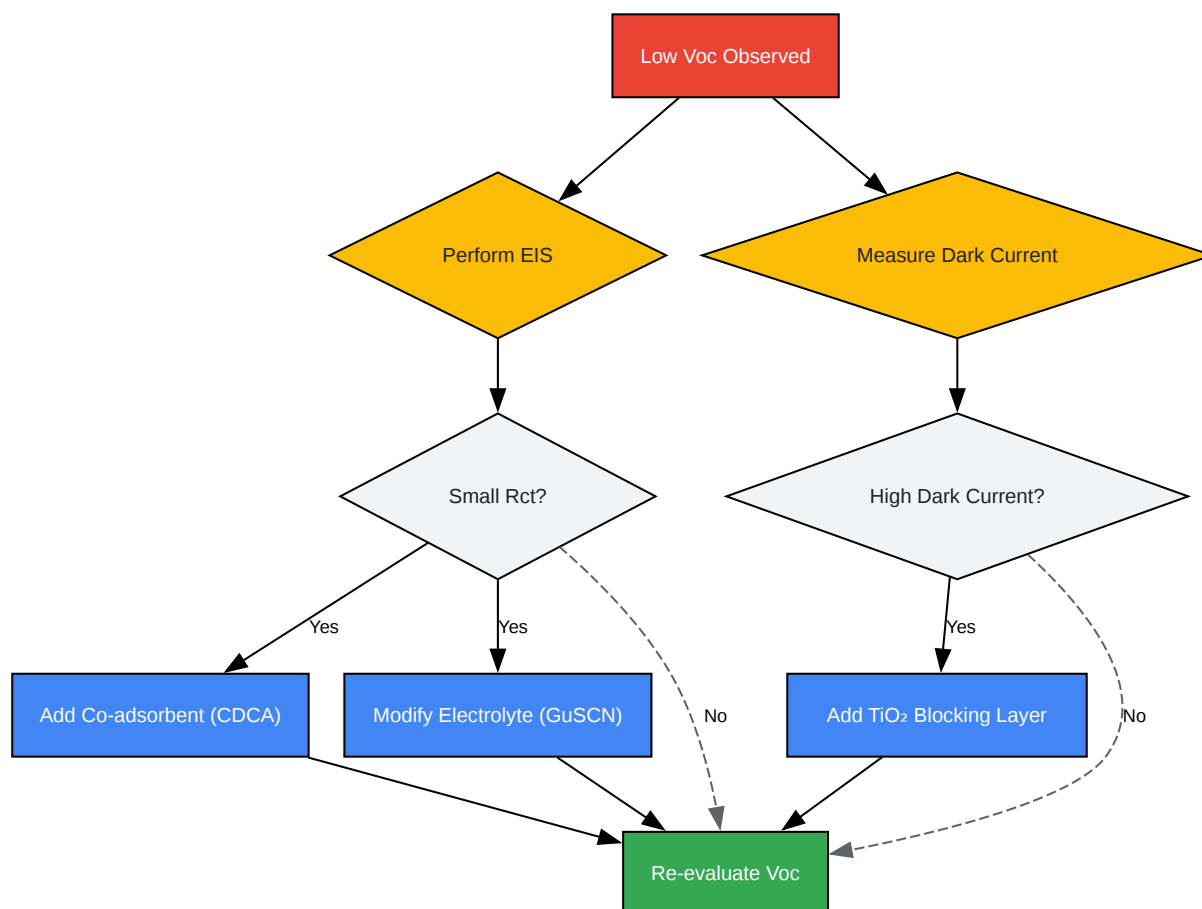 Low Voc Observed
Perform EIS
Measure Dark Current
Small Rct?
High Dark Current?
Yes
Yes
Yes
Add Co-adsorbent (CDCA)
Modify Electrolyte (GuSCN)
No
Add TiO₂ Blocking Layer
No
Re-evaluate Voc